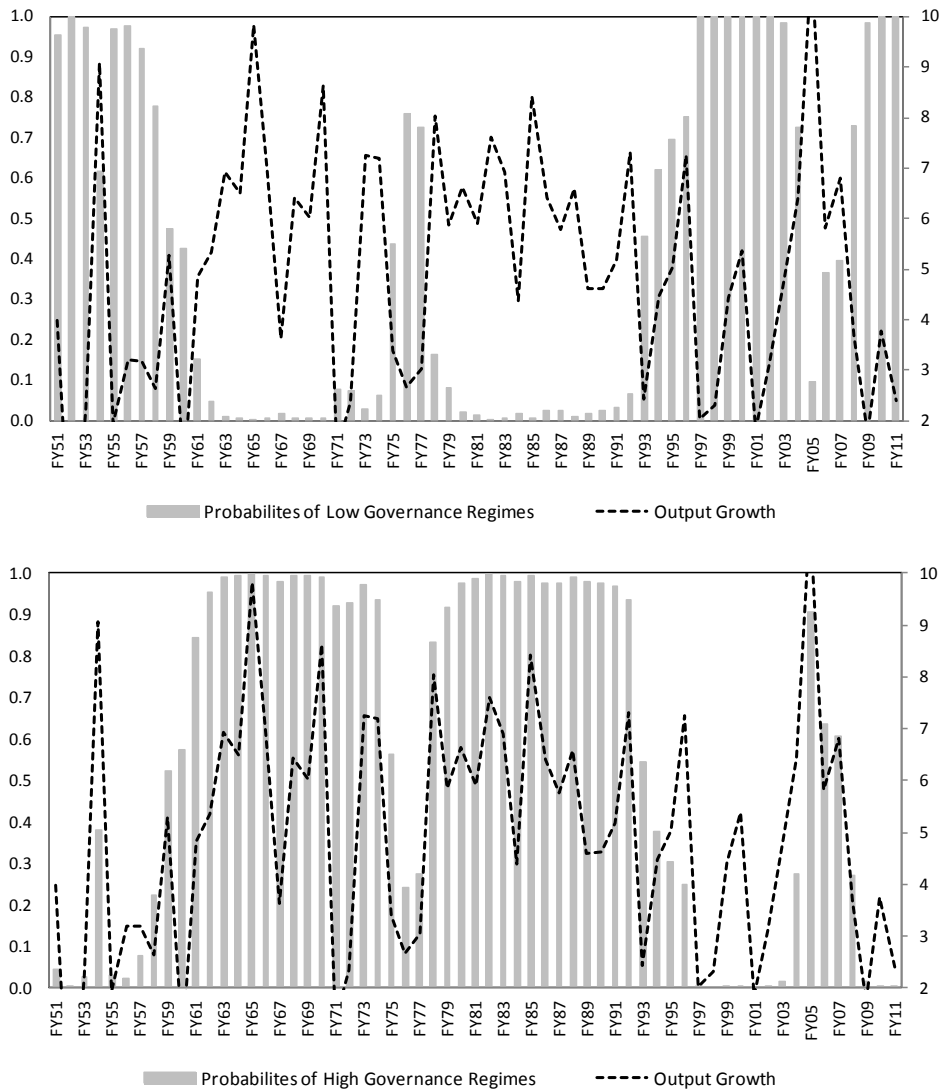 1.0
0.9
0.8
0.7
0.6
0.5
0.4
0.3
0.2
0.1
0.0
10
9
8
7
6
5
4
3
2
FY51
FY53
FY55
FY57
FY59
FY61
FY63
FY65
FY67
FY69
FY71
FY73
FY75
FY77
FY79
FY81
FY83
FY85
FY87
FY89
FY91
FY93
FY95
FY97
FY99
FY01
FY03
FY05
FY07
FY09
FY11
Probabilites of Low Governance Regimes
Output Growth
1.0
0.9
0.8
0.7
0.6
0.5
0.4
0.3
0.2
0.1
0.0
10
9
8
7
6
5
4
3
2
FY51
FY53
FY55
FY57
FY59
FY61
FY63
FY65
FY67
FY69
FY71
FY73
FY75
FY77
FY79
FY81
FY83
FY85
FY87
FY89
FY91
FY93
FY95
FY97
FY99
FY01
FY03
FY05
FY07
FY09
FY11
Probabilites of High Governance Regimes
Output Growth